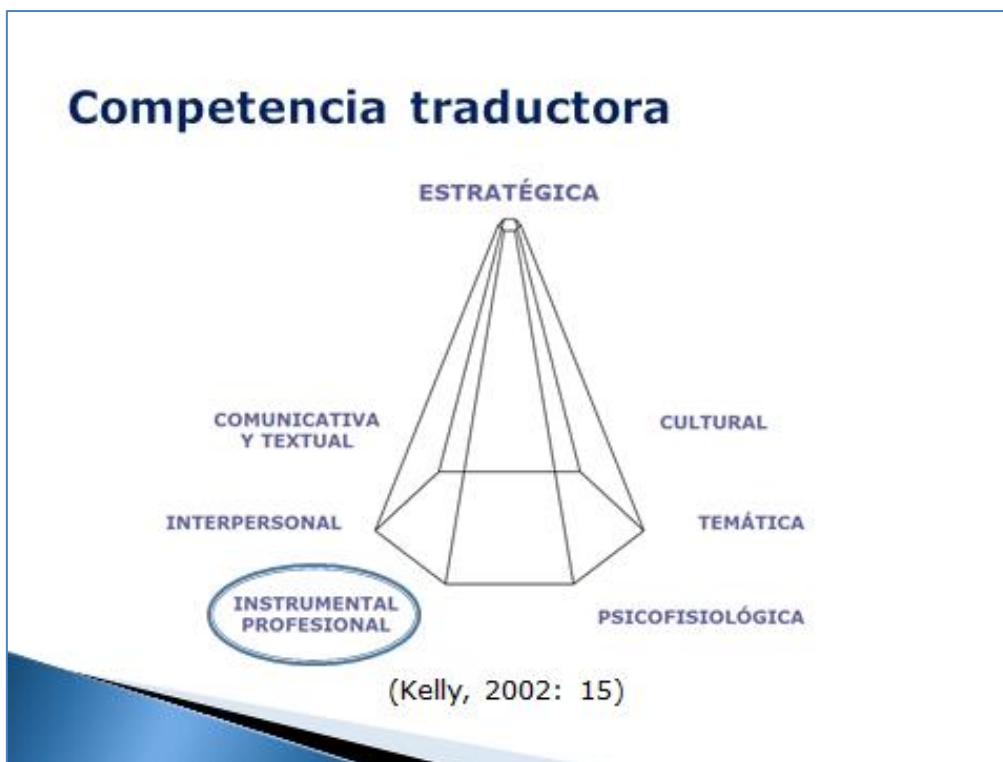 Competencia traductora
ESTRATÉGICA
COMUNICATIVA
Y TEXTUAL
CULTURAL
INTERPERSONAL
TEMÁTICA
INSTRUMENTAL
PROFESIONAL
PSICOFISIOLÓGICA
(Kelly, 2002: 15)